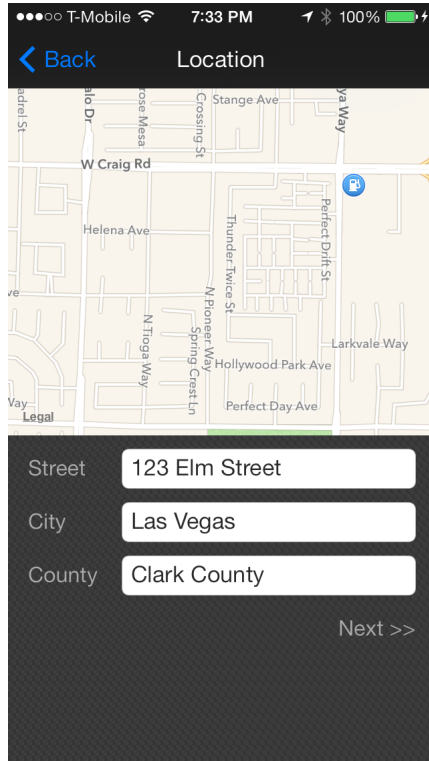 T-Mobile 7:33 PM 100%
Back Location
Stange Ave
Crossing St
W Craig Rd
Helena Ave
Thunder Twice St
Perfect Drift St
N Pioneer Way
N Tioga Way
Spring Crest Ln
Larkvale Way
Hollywood Park Ave
Perfect Day Ave
Way
Legal
Street 123 Elm Street
City Las Vegas
County Clark County
Next >>